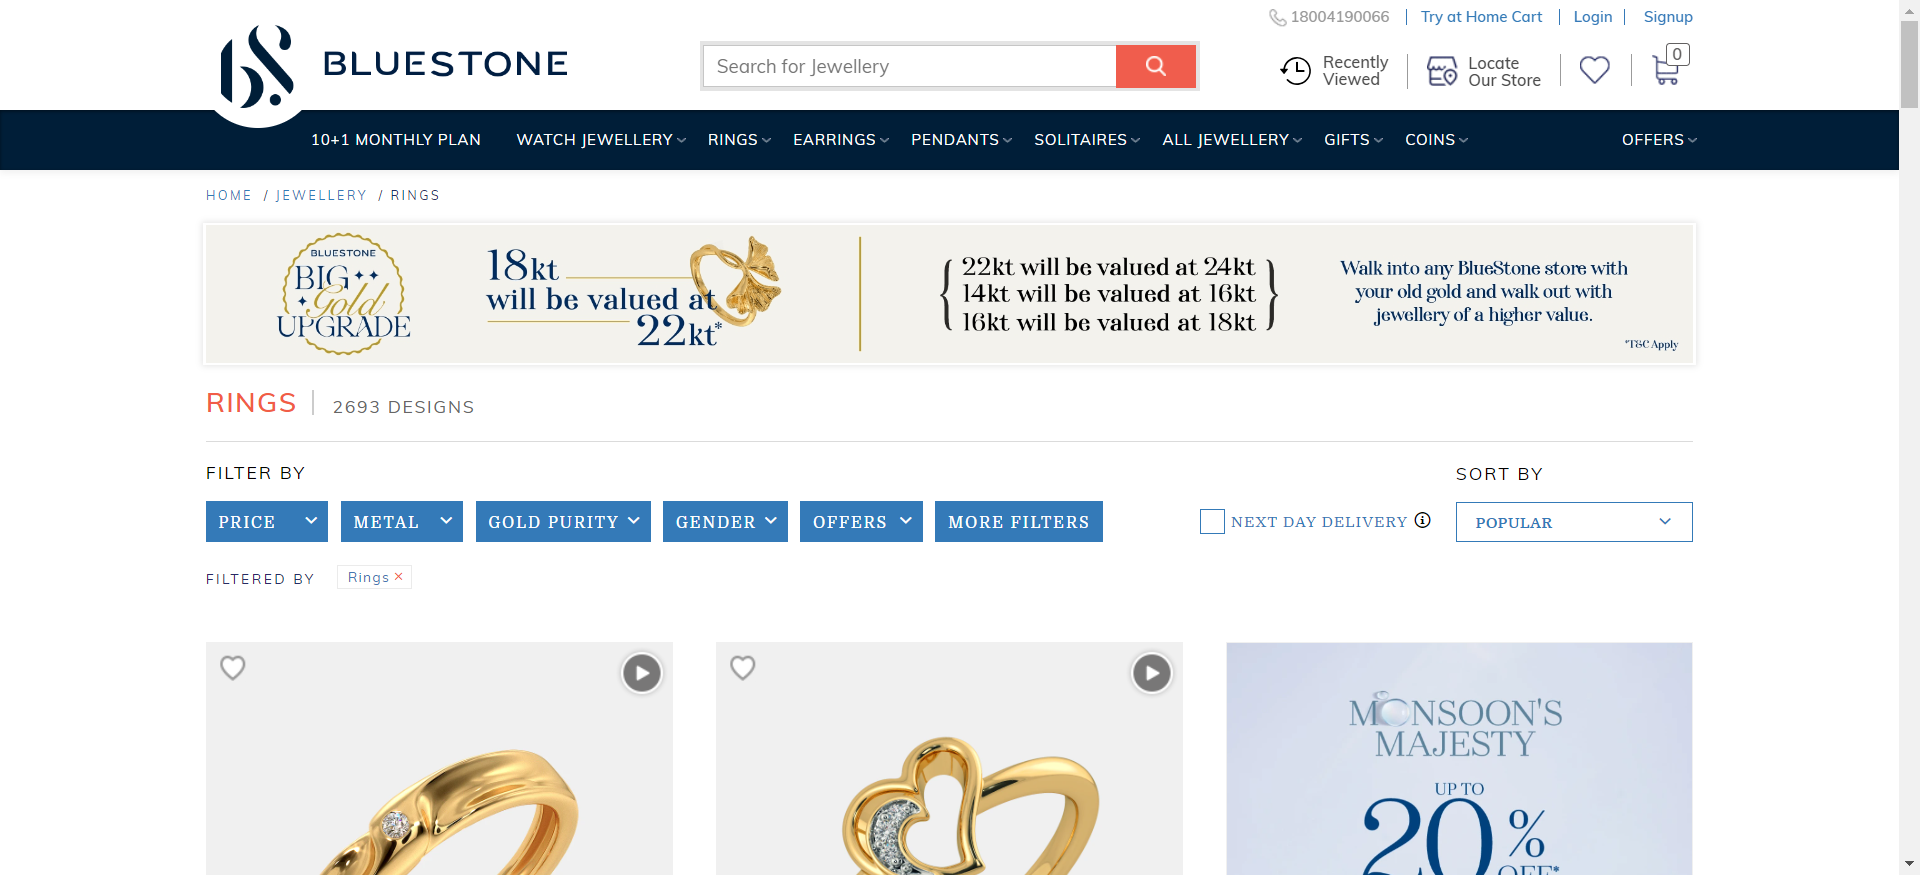 18004190066
Try at Home Cart
Login
Signup
BLUESTONE
Search for Jewellery
Recently
Viewed
Locate
Our Store
0
10+1 MONTHLY PLAN
WATCH JEWELLERY
RINGS
EARRINGS
PENDANTS
SOLITAIRES
ALL JEWELLERY
GIFTS
COINS
OFFERS
HOME / JEWELLERY / RINGS
BLUESTONE
BIG
Gold
UPGRADE
18kt
will be valued at
22kt*
22kt will be valued at 24kt
14kt will be valued at 16kt
16kt will be valued at 18kt
Walk into any BlueStone store with
your old gold and walk out with
jewellery of a higher value.
*T&C Apply
RINGS
2693 DESIGNS
FILTER BY
SORT BY
PRICE
METAL
GOLD PURITY
GENDER
OFFERS
MORE FILTERS
NEXT DAY DELIVERY
POPULAR
FILTERED BY
Rings ×
MONSOON'S
MAJESTY
UP TO
20%
OFF*